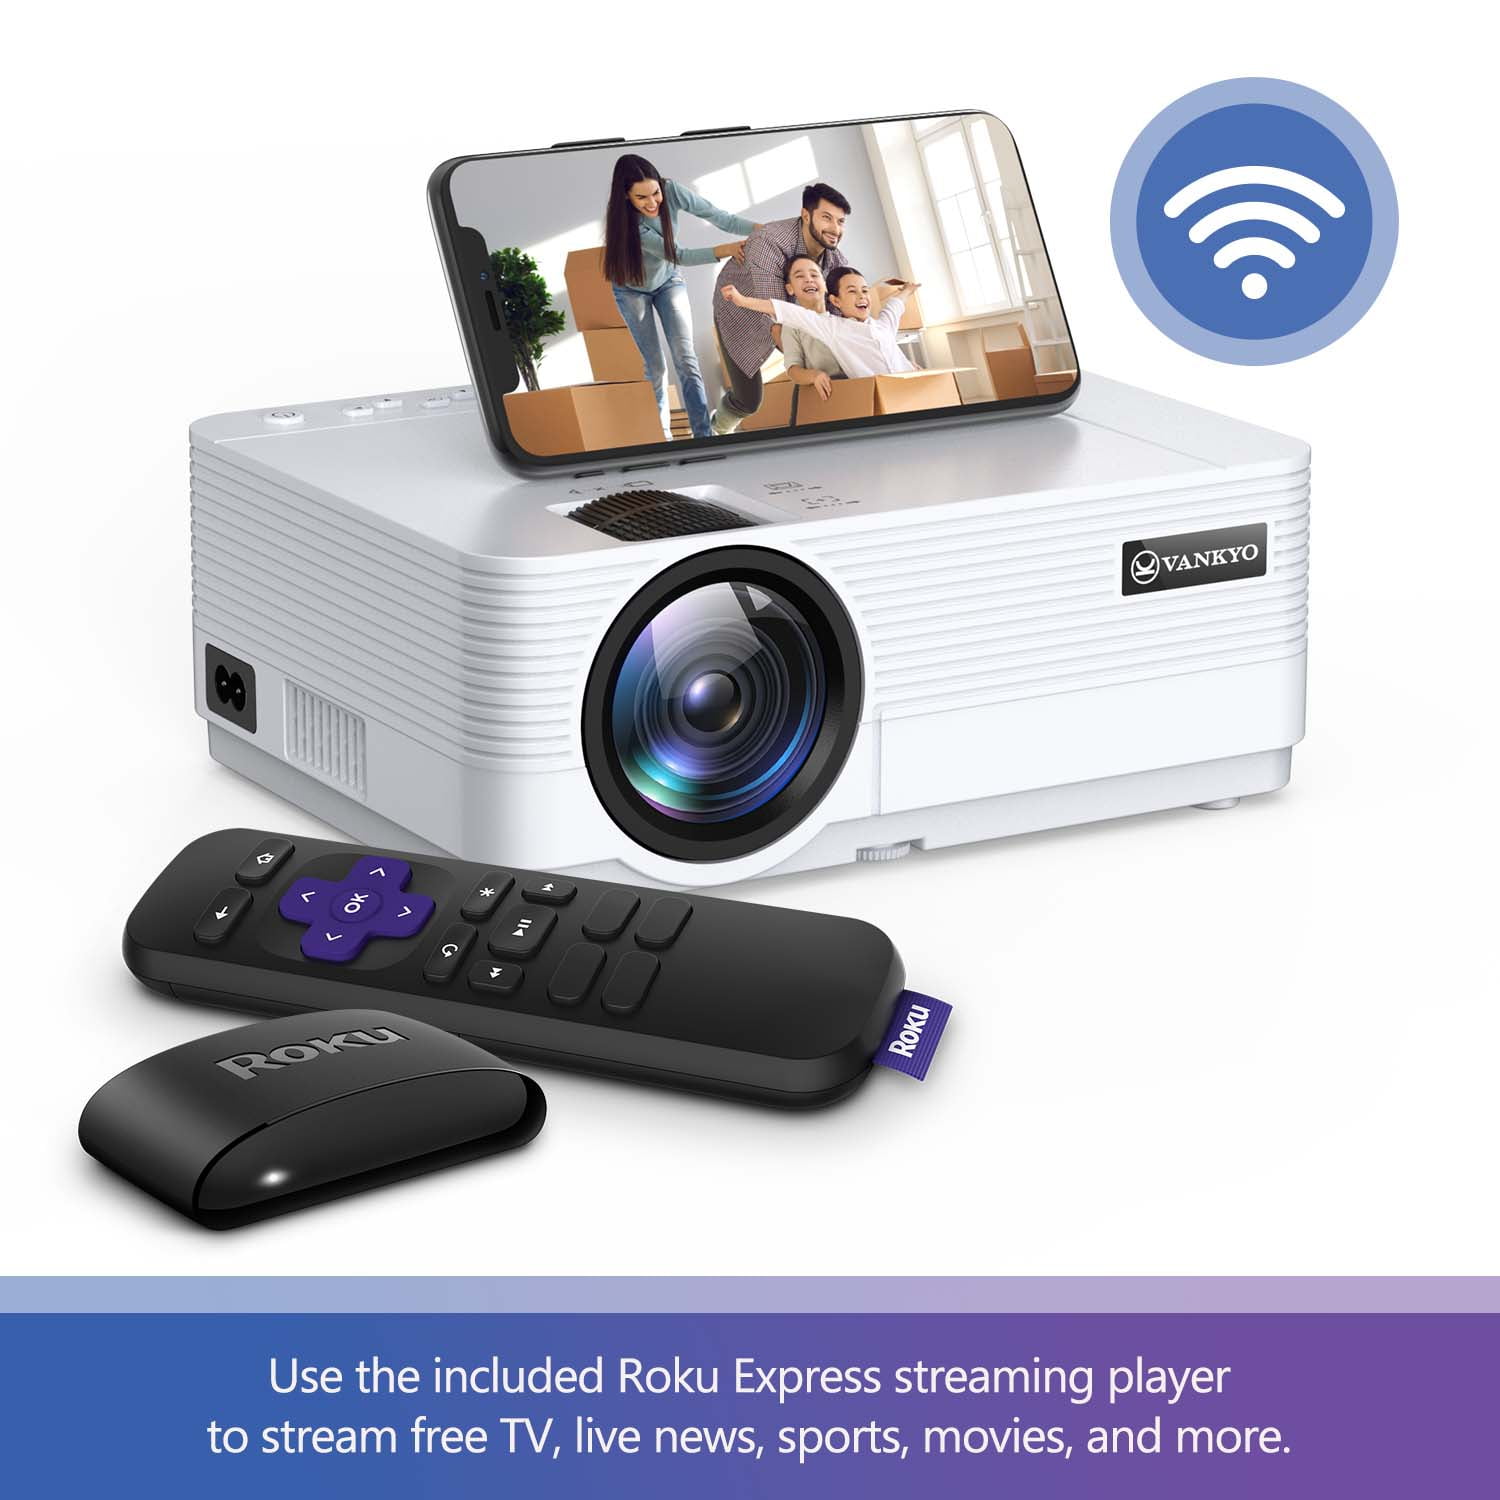 VANKYO
OK
Roku
ROKU
Use the included Roku Express streaming player
to stream free TV, live news, sports, movies, and more.